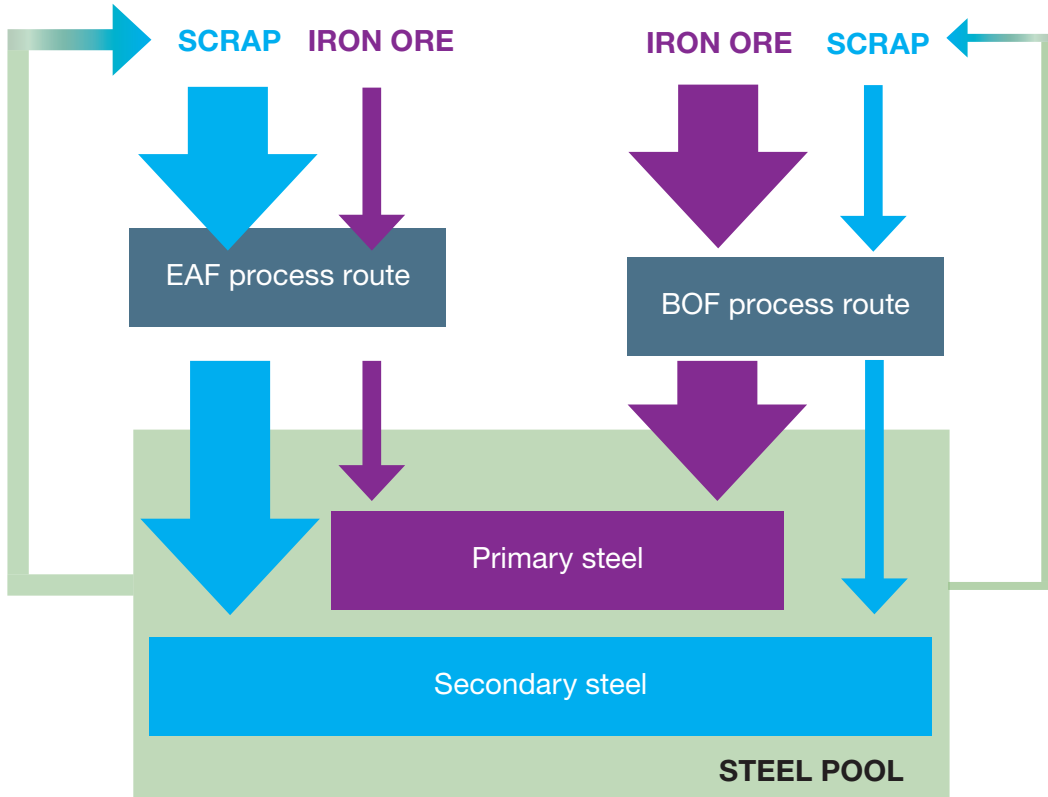 SCRAP IRON ORE IRON ORE SCRAP
EAF process route
BOF process route
Primary steel
Secondary steel
STEEL POOL